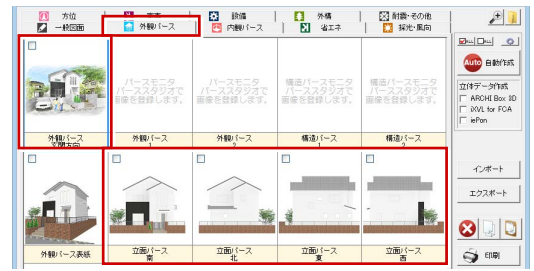 方位
設備
外構
耐震・その他
一般図面
外観パース
内観パース
省エネ
採光・風向
ALL
ALL
Auto 自動作成
パースモニタ
パーススタジオで
画像を登録します。
パースモニタ
パーススタジオで
画像を登録します。
構造パース
パーススタジオで
画像を登録します。
構造パース
パーススタジオで
画像を登録します。
立体データ作成
ARCHI Box 3D
iXVL for FCA
iePon
外観パース
玄関方向
外観パース
1
外観パース
2
構造パース
1
構造パース
2
インポート
エクスポート
外観パース表紙
立面パース
南
立面パース
北
立面パース
東
立面パース
西
印刷